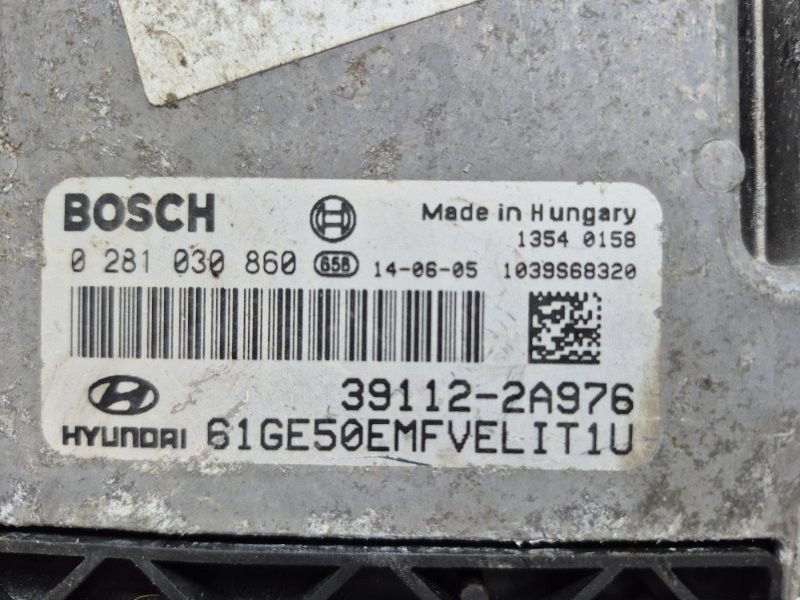 BOSCH
Made in Hungary
1354 0158
0 281 030 860 658 14-06-05 1039S68320
39112-2A976
HYUNDAI 61GE50EMFVELIT1U